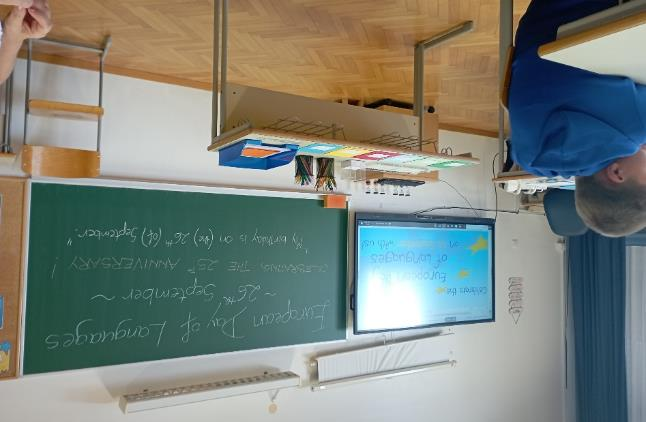 European Day of Languages
~ 26th September ~
CELEBRATING THE 25th ANNIVERSARY !
"My birthday is on (the) 26th (of) September."
Celebrate the
European Day
of Languages
with us!